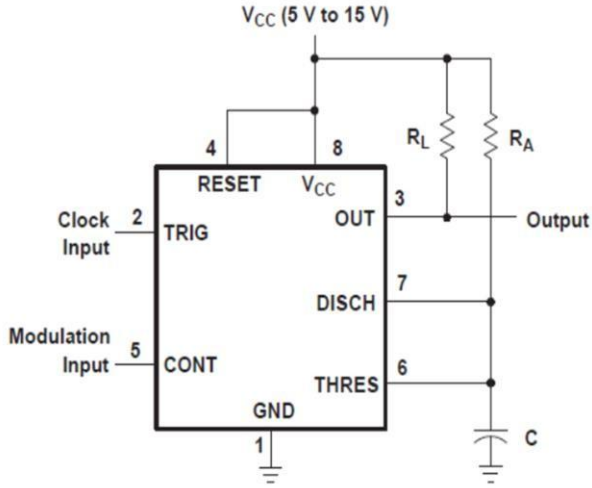 VCC (5 V to 15 V)
RL
RA
4
8
RESET
VCC
3
OUT
Output
Clock
Input
2
TRIG
7
DISCH
Modulation
Input
5
CONT
6
THRES
GND
1
C